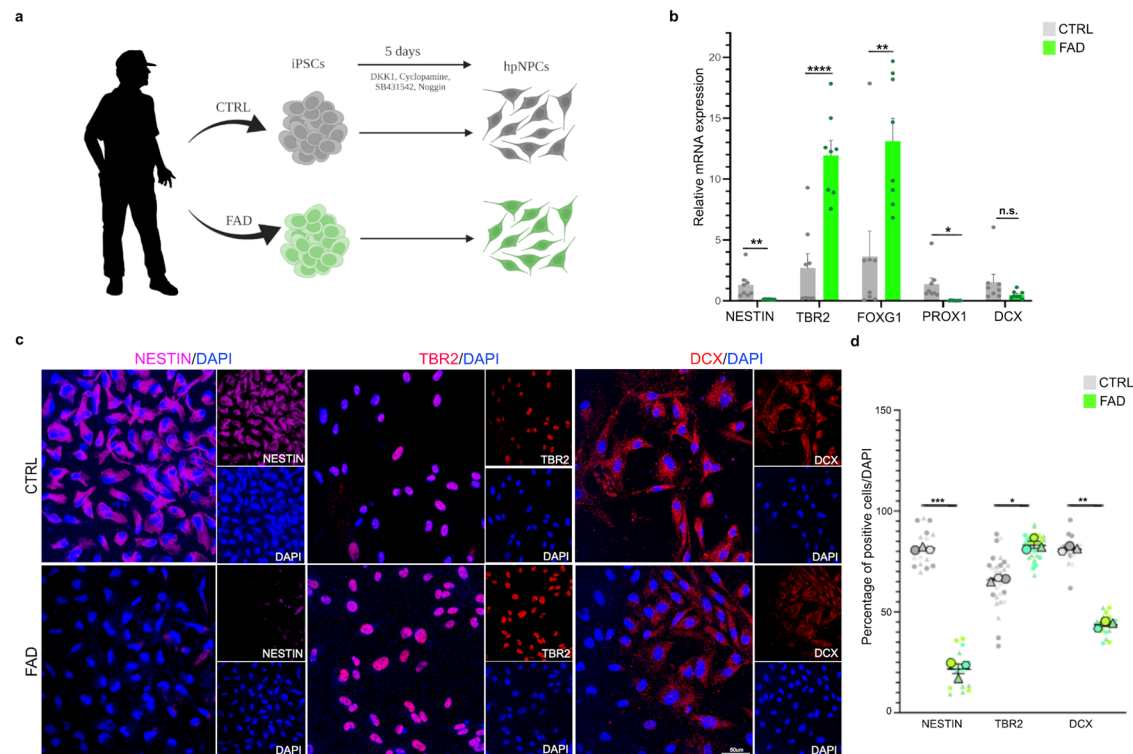 a
iPSCs
5 days
DKK1, Cyclopamine,
SB431542, Noggin
hpNPCs
CTRL
FAD
b
CTRL
FAD
Relative mRNA expression
20
15
10
5
0
**
****
**
*
n.s.
NESTIN
TBR2
FOXG1
PROX1
DCX
c
NESTIN/DAPI
TBR2/DAPI
DCX/DAPI
CTRL
NESTIN
DAPI
TBR2
DAPI
DCX
DAPI
FAD
NESTIN
DAPI
TBR2
DAPI
DCX
DAPI
50um
d
CTRL
FAD
Percentage of positive cells/DAPI
150
100
50
0
***
*
**
NESTIN
TBR2
DCX